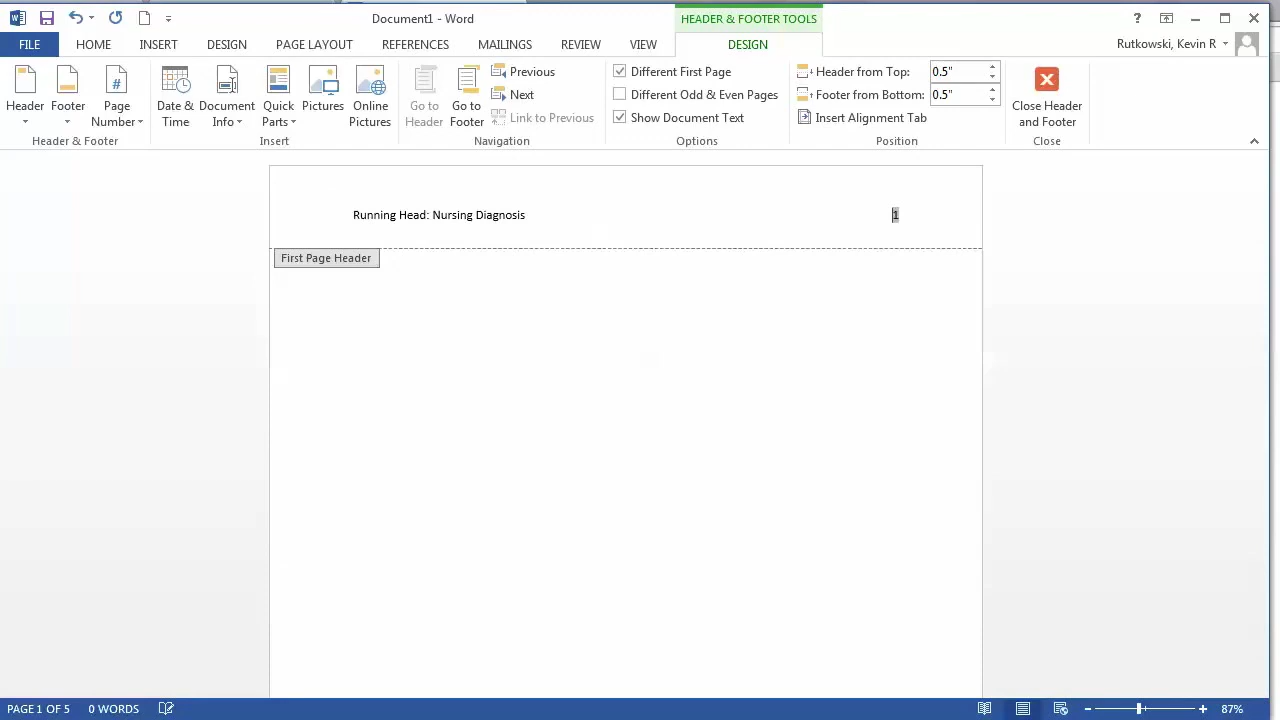 Document1 - Word
HEADER & FOOTER TOOLS
?
FILE
HOME
INSERT
DESIGN
PAGE LAYOUT
REFERENCES
MAILINGS
REVIEW
VIEW
DESIGN
Rutkowski, Kevin R
Header
Footer
Page Number
Header & Footer
Date & Time
Document Info
Quick Parts
Pictures
Online Pictures
Insert
Go to Header
Go to Footer
Previous
Next
Link to Previous
Navigation
Different First Page
Different Odd & Even Pages
Show Document Text
Options
Header from Top: 0.5"
Footer from Bottom: 0.5"
Insert Alignment Tab
Position
Close Header and Footer
Close
Running Head: Nursing Diagnosis 1
First Page Header
PAGE 1 OF 5
0 WORDS
87%